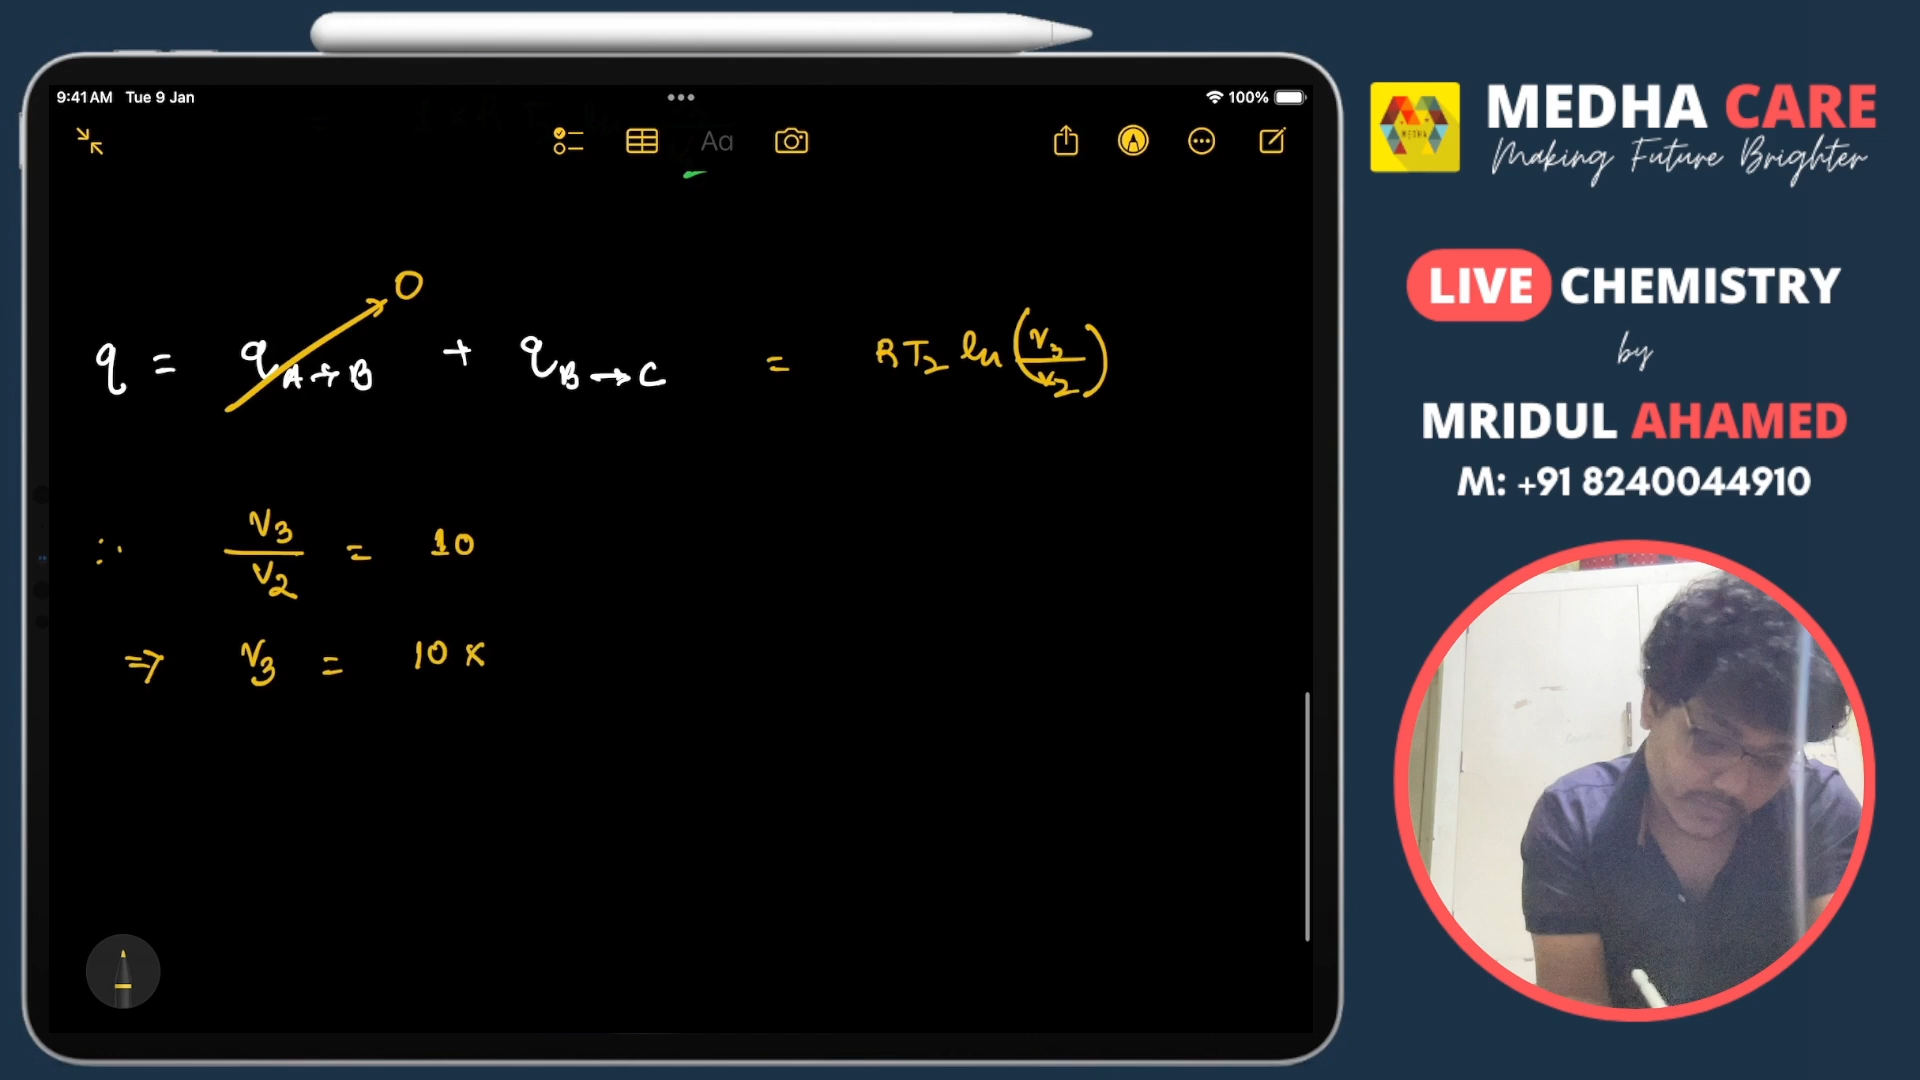 9:41 AM Tue 9 Jan
100%
Aa
q = q_{A→B} → 0 + q_{B→C} = RT₂ ln (V₃/V₂)
∴ V₃/V₂ = 10
⇒ V₃ = 10 ×
MEDHA CARE
Making Future Brighter
LIVE CHEMISTRY
by
MRIDUL AHAMED
M: +91 8240044910
MEDHA